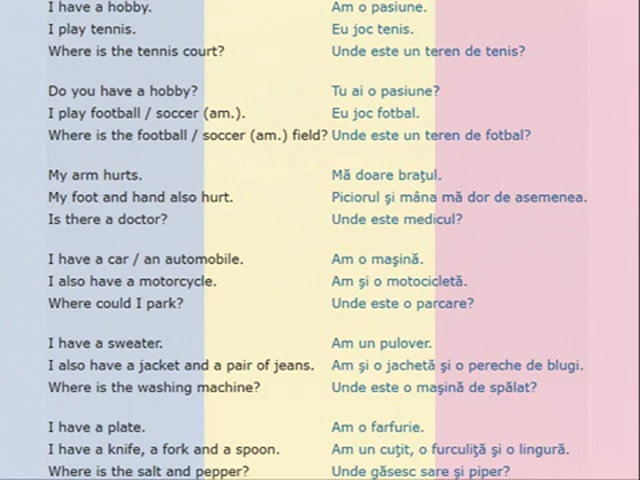 I have a hobby. Am o pasiune.
I play tennis. Eu joc tenis.
Where is the tennis court? Unde este un teren de tenis?
Do you have a hobby? Tu ai o pasiune?
I play football / soccer (am.). Eu joc fotbal.
Where is the football / soccer (am.) field? Unde este un teren de fotbal?
My arm hurts. Mă doare braţul.
My foot and hand also hurt. Piciorul şi mâna mă dor de asemenea.
Is there a doctor? Unde este medicul?
I have a car / an automobile. Am o maşină.
I also have a motorcycle. Am şi o motocicletă.
Where could I park? Unde este o parcare?
I have a sweater. Am un pulover.
I also have a jacket and a pair of jeans. Am şi o jachetă şi o pereche de blugi.
Where is the washing machine? Unde este o maşină de spălat?
I have a plate. Am o farfurie.
I have a knife, a fork and a spoon. Am un cuţit, o furculiţă şi o lingură.
Where is the salt and pepper? Unde găsesc sare şi piper?